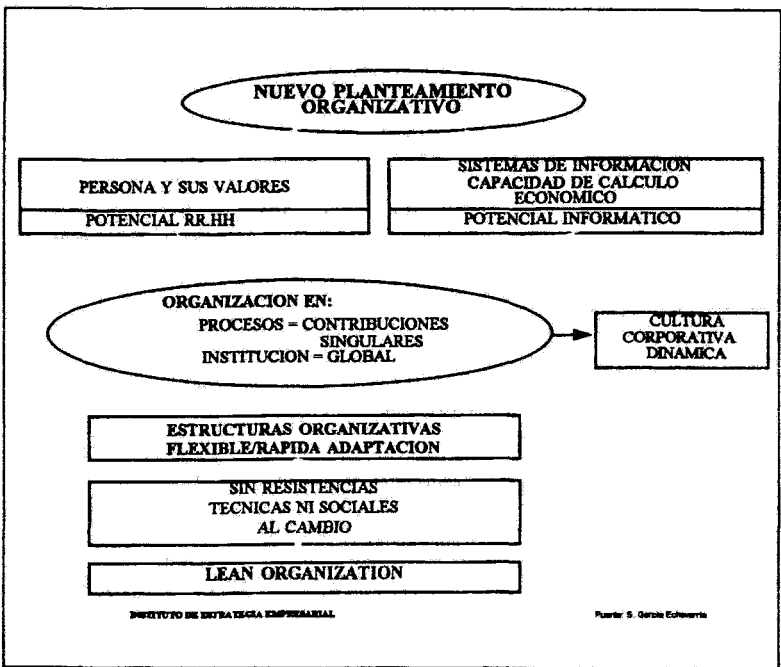 NUEVO PLANTEAMIENTO
ORGANIZATIVO
PERSONA Y SUS VALORES
POTENCIAL RR.HH
SISTEMAS DE INFORMACION
CAPACIDAD DE CALCULO
ECONOMICO
POTENCIAL INFORMATICO
ORGANIZACION EN:
PROCESOS = CONTRIBUCIONES
SINGULARES
INSTITUCION = GLOBAL
CULTURA
CORPORATIVA
DINAMICA
ESTRUCTURAS ORGANIZATIVAS
FLEXIBLE/RAPIDA ADAPTACION
SIN RESISTENCIAS
TECNICAS NI SOCIALES
AL CAMBIO
LEAN ORGANIZATION
INSTITUTO DE ESTRATEGIA EMPRESARIAL
Fuente: S. García Echevarría